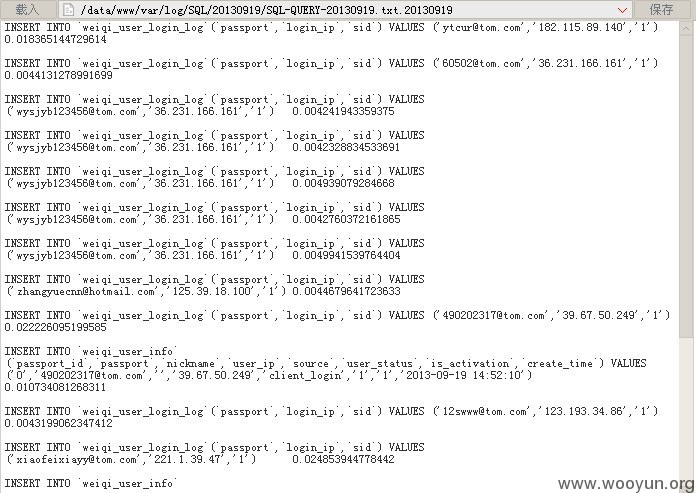 载入 /data/www/var/log/SQL/20130919/SQL-QUERY-20130919.txt.20130919 保存
INSERT INTO `weiqi_user_login_log`(`passport`,`login_ip`,`sid`) VALUES ('ytcur@tom.com','182.115.89.140','1')
0.018365144729614
INSERT INTO `weiqi_user_login_log`(`passport`,`login_ip`,`sid`) VALUES ('60502@tom.com','36.231.166.161','1')
0.0044131278991699
INSERT INTO `weiqi_user_login_log`(`passport`,`login_ip`,`sid`) VALUES
('wysjyb123456@tom.com','36.231.166.161','1') 0.004241943359375
INSERT INTO `weiqi_user_login_log`(`passport`,`login_ip`,`sid`) VALUES
('wysjyb123456@tom.com','36.231.166.161','1') 0.0042328834533691
INSERT INTO `weiqi_user_login_log`(`passport`,`login_ip`,`sid`) VALUES
('wysjyb123456@tom.com','36.231.166.161','1') 0.004939079284668
INSERT INTO `weiqi_user_login_log`(`passport`,`login_ip`,`sid`) VALUES
('wysjyb123456@tom.com','36.231.166.161','1') 0.0042760372161865
INSERT INTO `weiqi_user_login_log`(`passport`,`login_ip`,`sid`) VALUES
('wysjyb123456@tom.com','36.231.166.161','1') 0.0049941539764404
INSERT INTO `weiqi_user_login_log`(`passport`,`login_ip`,`sid`) VALUES
('zhangyuecnn@hotmail.com','125.39.18.100','1') 0.0044679641723633
INSERT INTO `weiqi_user_login_log`(`passport`,`login_ip`,`sid`) VALUES ('490202317@tom.com','39.67.50.249','1')
0.022226095199585
INSERT INTO `weiqi_user_info`
(`passport_id`,`passport`,`nickname`,`user_ip`,`source`,`user_status`,`is_activation`,`create_time`) VALUES
('0','490202317@tom.com','','39.67.50.249','client_login','1','1','2013-09-19 14:52:10')
0.010734081268311
INSERT INTO `weiqi_user_login_log`(`passport`,`login_ip`,`sid`) VALUES ('12swww@tom.com','123.193.34.86','1')
0.0043199062347412
INSERT INTO `weiqi_user_login_log`(`passport`,`login_ip`,`sid`) VALUES
('xiaofeixiayy@tom.com','221.1.39.47','1') 0.024853944778442
INSERT INTO `weiqi_user_info`
www.wooyun.org